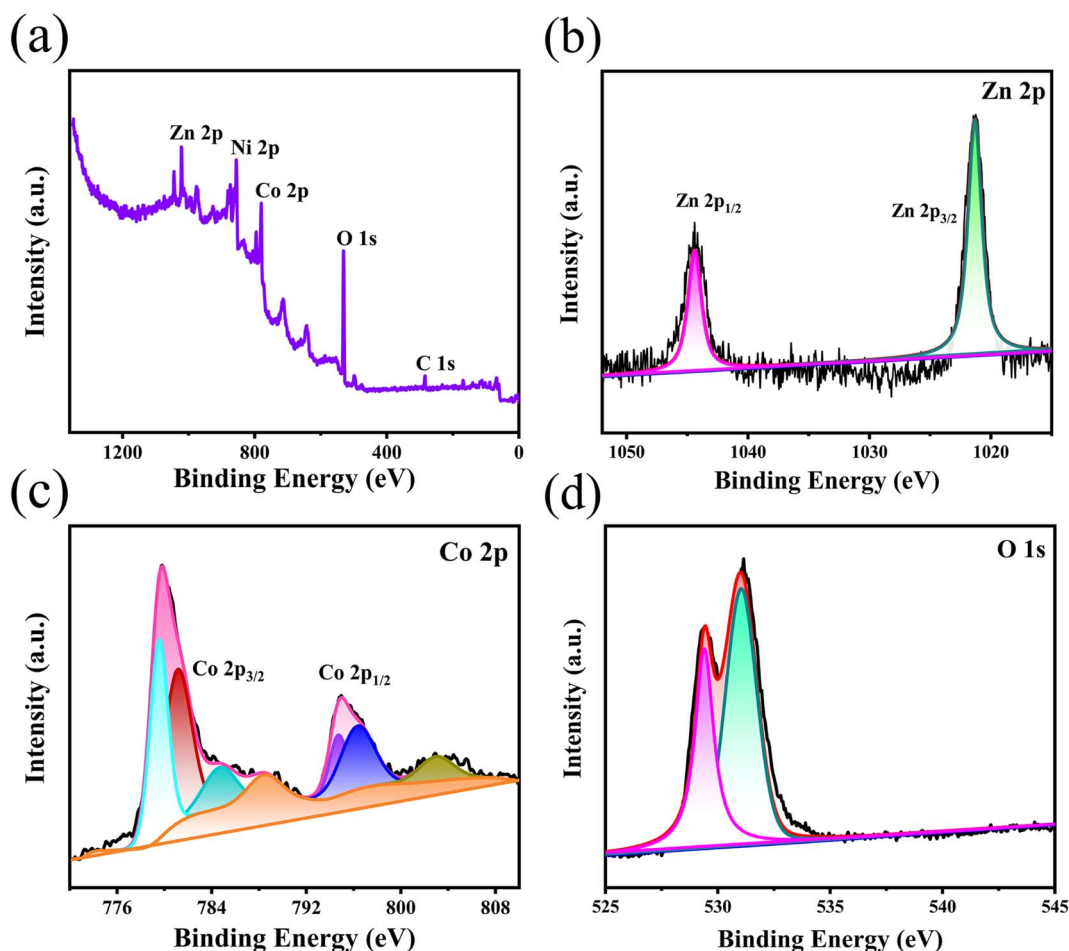 (a)
Zn 2p
Ni 2p
Co 2p
O 1s
C 1s
Intensity (a.u.)
1200 800 400 0
Binding Energy (eV)
(b)
Zn 2p
Zn 2p1/2
Zn 2p3/2
Intensity (a.u.)
1050 1040 1030 1020
Binding Energy (eV)
(c)
Co 2p
Co 2p3/2
Co 2p1/2
Intensity (a.u.)
776 784 792 800 808
Binding Energy (eV)
(d)
O 1s
Intensity (a.u.)
525 530 535 540 545
Binding Energy (eV)